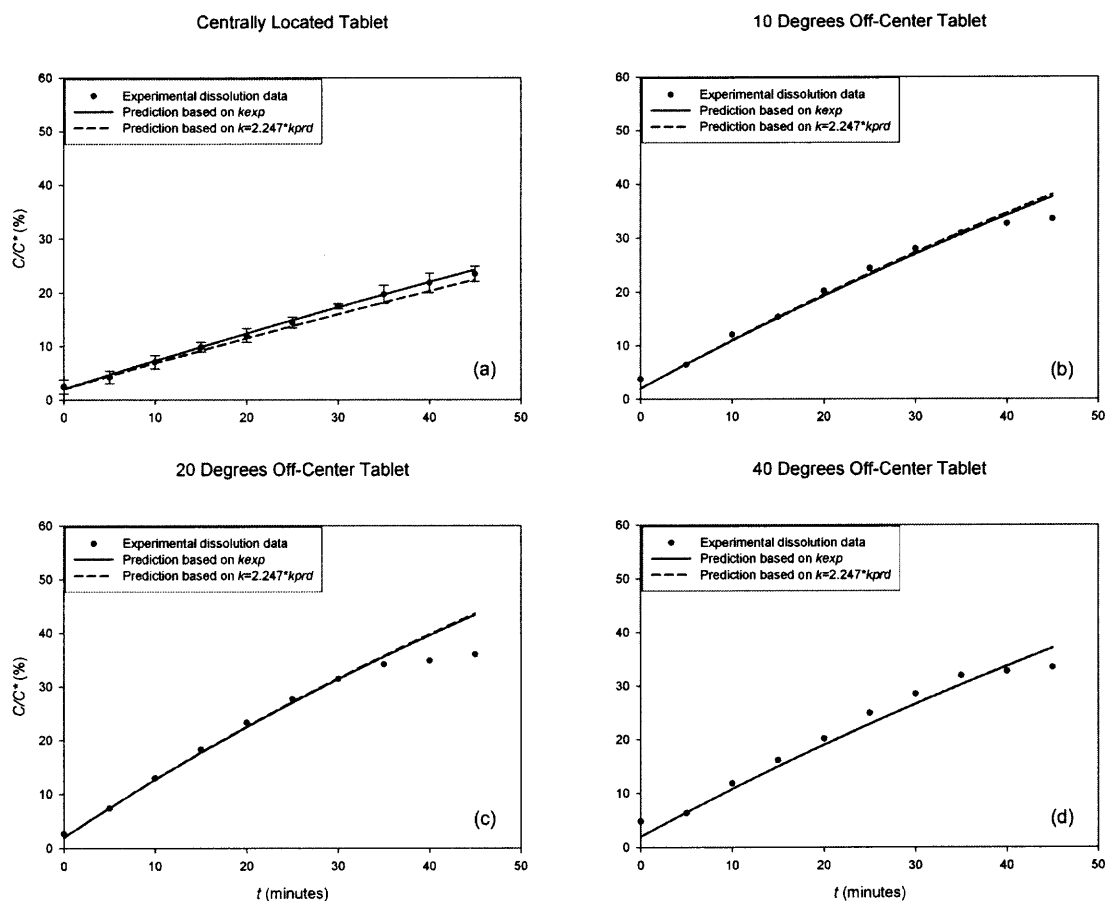 Centrally Located Tablet
60
50
40
30
20
10
0
C/C* (%)
Experimental dissolution data
Prediction based on kexp
Prediction based on k=2.247*kprd
(a)
0 10 20 30 40 50
10 Degrees Off-Center Tablet
60
50
40
30
20
10
0
Experimental dissolution data
Prediction based on kexp
Prediction based on k=2.247*kprd
(b)
0 10 20 30 40 50
20 Degrees Off-Center Tablet
60
50
40
30
20
10
0
C/C* (%)
Experimental dissolution data
Prediction based on kexp
Prediction based on k=2.247*kprd
(c)
0 10 20 30 40 50
t (minutes)
40 Degrees Off-Center Tablet
60
50
40
30
20
10
0
Experimental dissolution data
Prediction based on kexp
Prediction based on k=2.247*kprd
(d)
0 10 20 30 40 50
t (minutes)